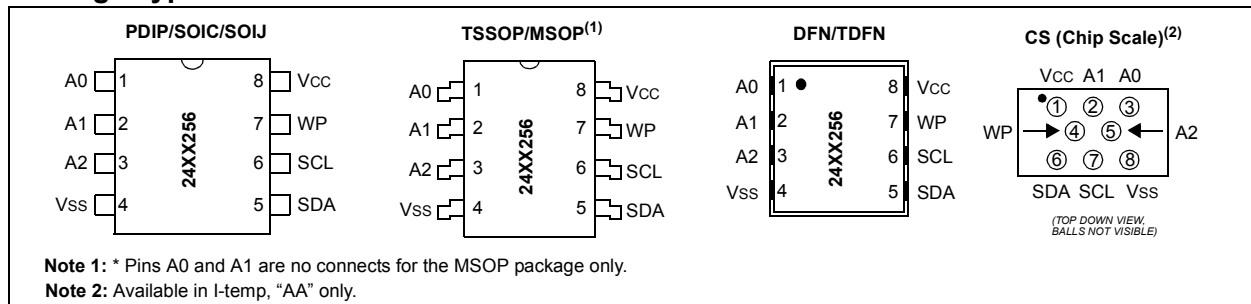 PDIP/SOIC/SOIJ
A0 1 8 VCC
A1 2 7 WP
A2 3 6 SCL
VSS 4 5 SDA
24XX256
TSSOP/MSOP(1)
A0 1 8 VCC
A1 2 7 WP
A2 3 6 SCL
VSS 4 5 SDA
24XX256
DFN/TDFN
A0 1 8 VCC
A1 2 7 WP
A2 3 6 SCL
VSS 4 5 SDA
24XX256
CS (Chip Scale)(2)
VCC A1 A0
1 2 3
WP 4 5 A2
6 7 8
SDA SCL VSS
(TOP DOWN VIEW,
BALLS NOT VISIBLE)
Note 1: * Pins A0 and A1 are no connects for the MSOP package only.
Note 2: Available in I-temp, “AA” only.